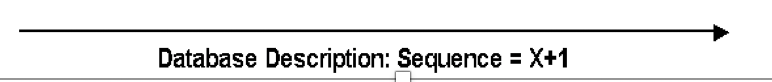 Database Description: Sequence = X+1